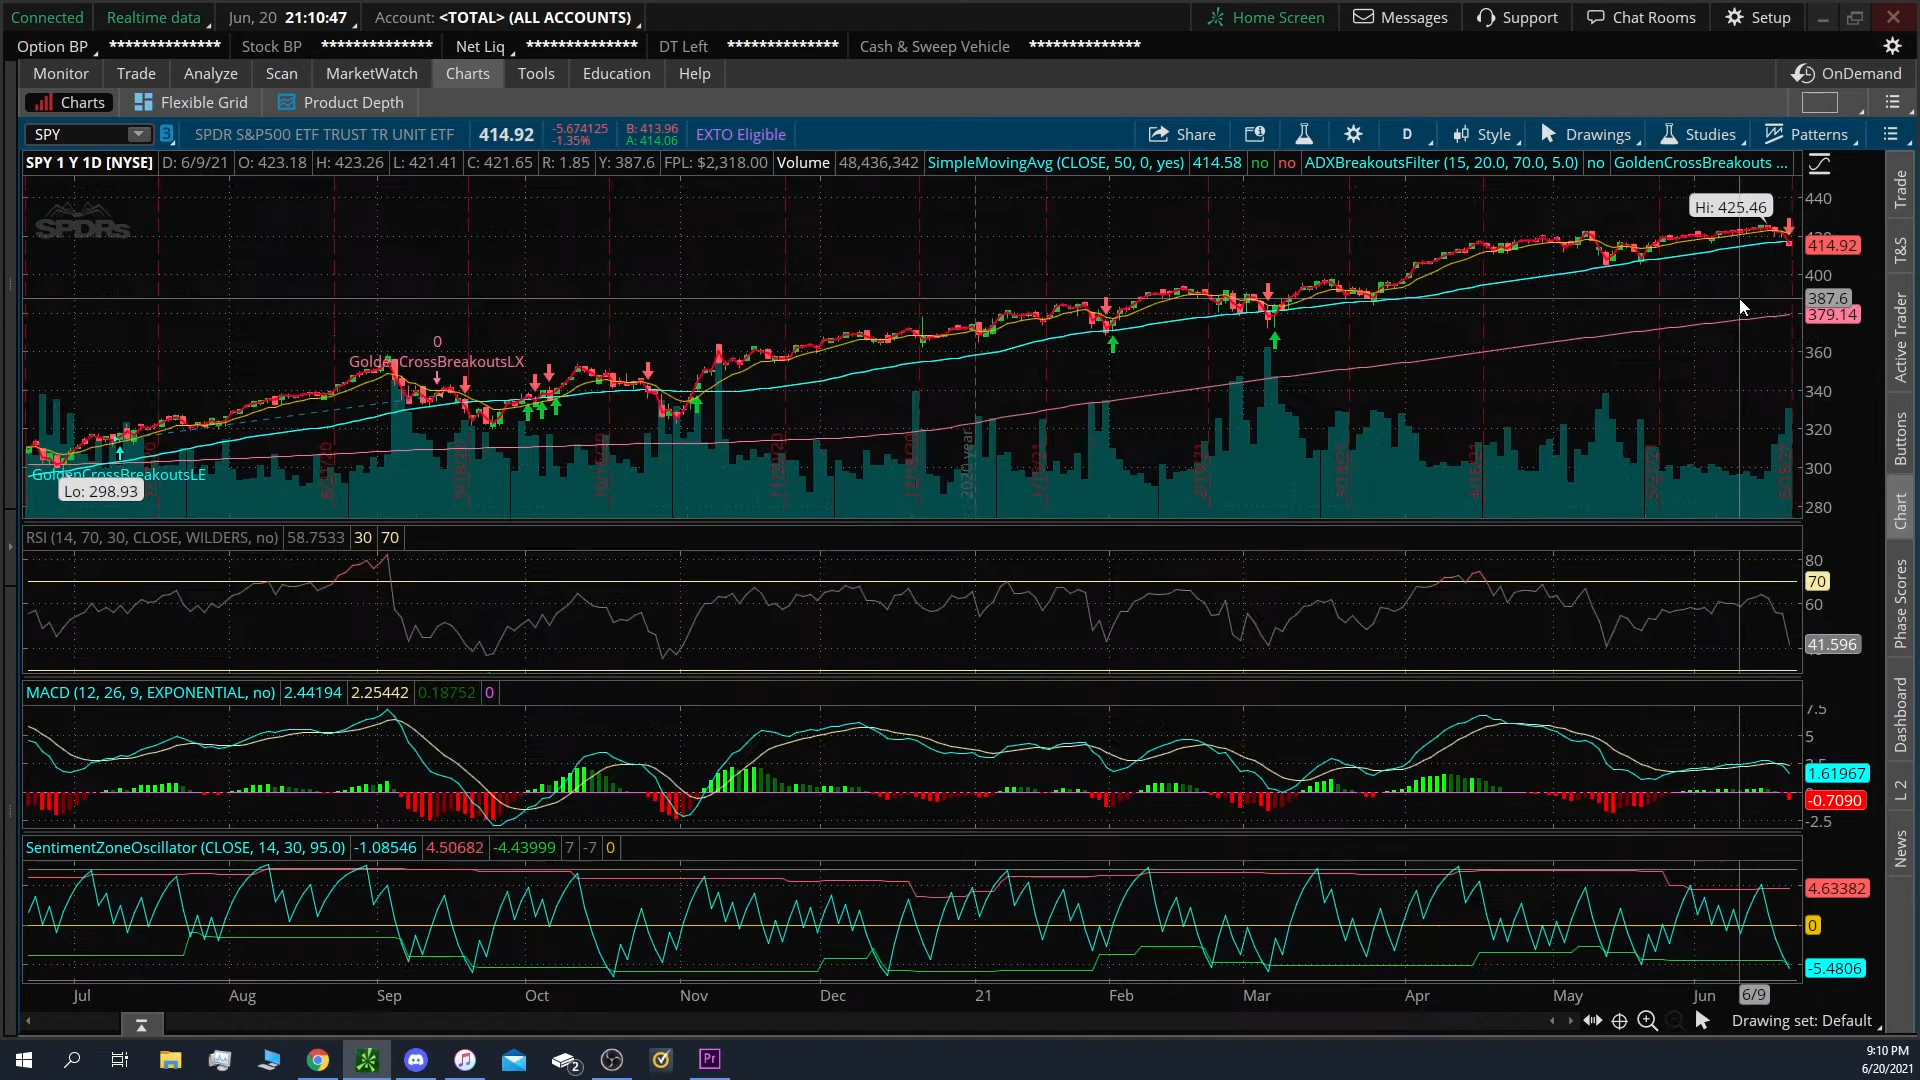 Connected Realtime data Jun, 20 21:10:47 Account: <TOTAL> (ALL ACCOUNTS) Home Screen Messages Support Chat Rooms Setup
Option BP ************** Stock BP ************** Net Liq ************** DT Left ************** Cash & Sweep Vehicle **************
Monitor Trade Analyze Scan MarketWatch Charts Tools Education Help OnDemand
Charts Flexible Grid Product Depth
SPY 3 SPDR S&P500 ETF TRUST TR UNIT ETF 414.92 -5.674125 -1.35% B: 413.96 A: 414.06 EXTO Eligible Share D Style Drawings Studies Patterns
SPY 1 Y 1D [NYSE] D: 6/9/21 O: 423.18 H: 423.26 L: 421.41 C: 421.65 R: 1.85 Y: 387.6 FPL: $2,318.00 Volume 48,436,342 SimpleMovingAvg (CLOSE, 50, 0, yes) 414.58 no no ADXBreakoutsFilter (15, 20.0, 70.0, 5.0) no GoldenCrossBreakouts ...
SPDRs
Hi: 425.46
440
414.92
400
387.6
379.14
360
340
320
300
280
0
GoldenCrossBreakoutsLX
GoldenCrossBreakoutsLE
Lo: 298.93
2020 year
RSI (14, 70, 30, CLOSE, WILDERS, no) 58.7533 30 70
80
70
60
41.596
MACD (12, 26, 9, EXPONENTIAL, no) 2.44194 2.25442 0.18752 0
7.5
5
1.61967
-0.7090
-2.5
SentimentZoneOscillator (CLOSE, 14, 30, 95.0) -1.08546 4.50682 -4.43999 7 -7 0
4.63382
0
-5.4806
Jul Aug Sep Oct Nov Dec 21 Feb Mar Apr May Jun 6/9
Drawing set: Default
Trade
T&S
Active Trader
Buttons
Chart
Phase Scores
Dashboard
L 2
News
2
Pr
9:10 PM
6/20/2021